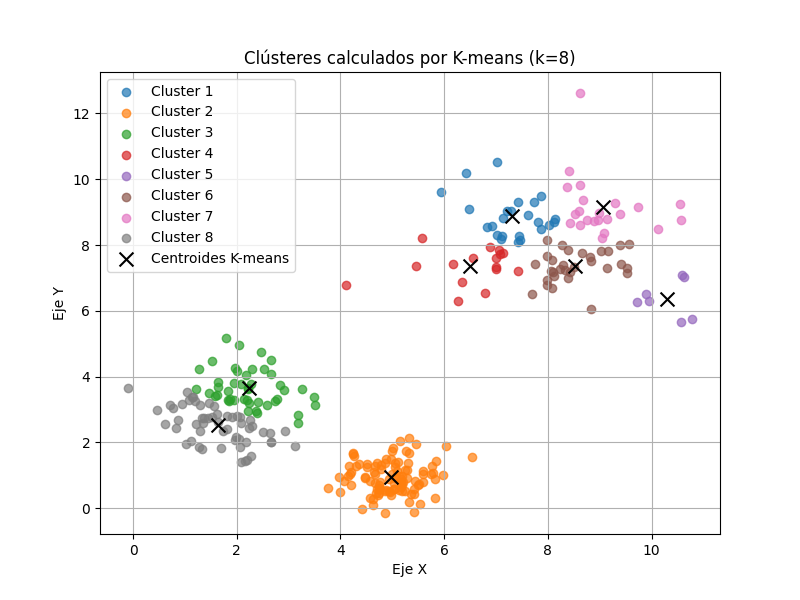 Clústeres calculados por K-means (k=8)
Cluster 1
Cluster 2
Cluster 3
Cluster 4
Cluster 5
Cluster 6
Cluster 7
Cluster 8
Centroides K-means
Eje Y
12
10
8
6
4
2
0
0 2 4 6 8 10
Eje X